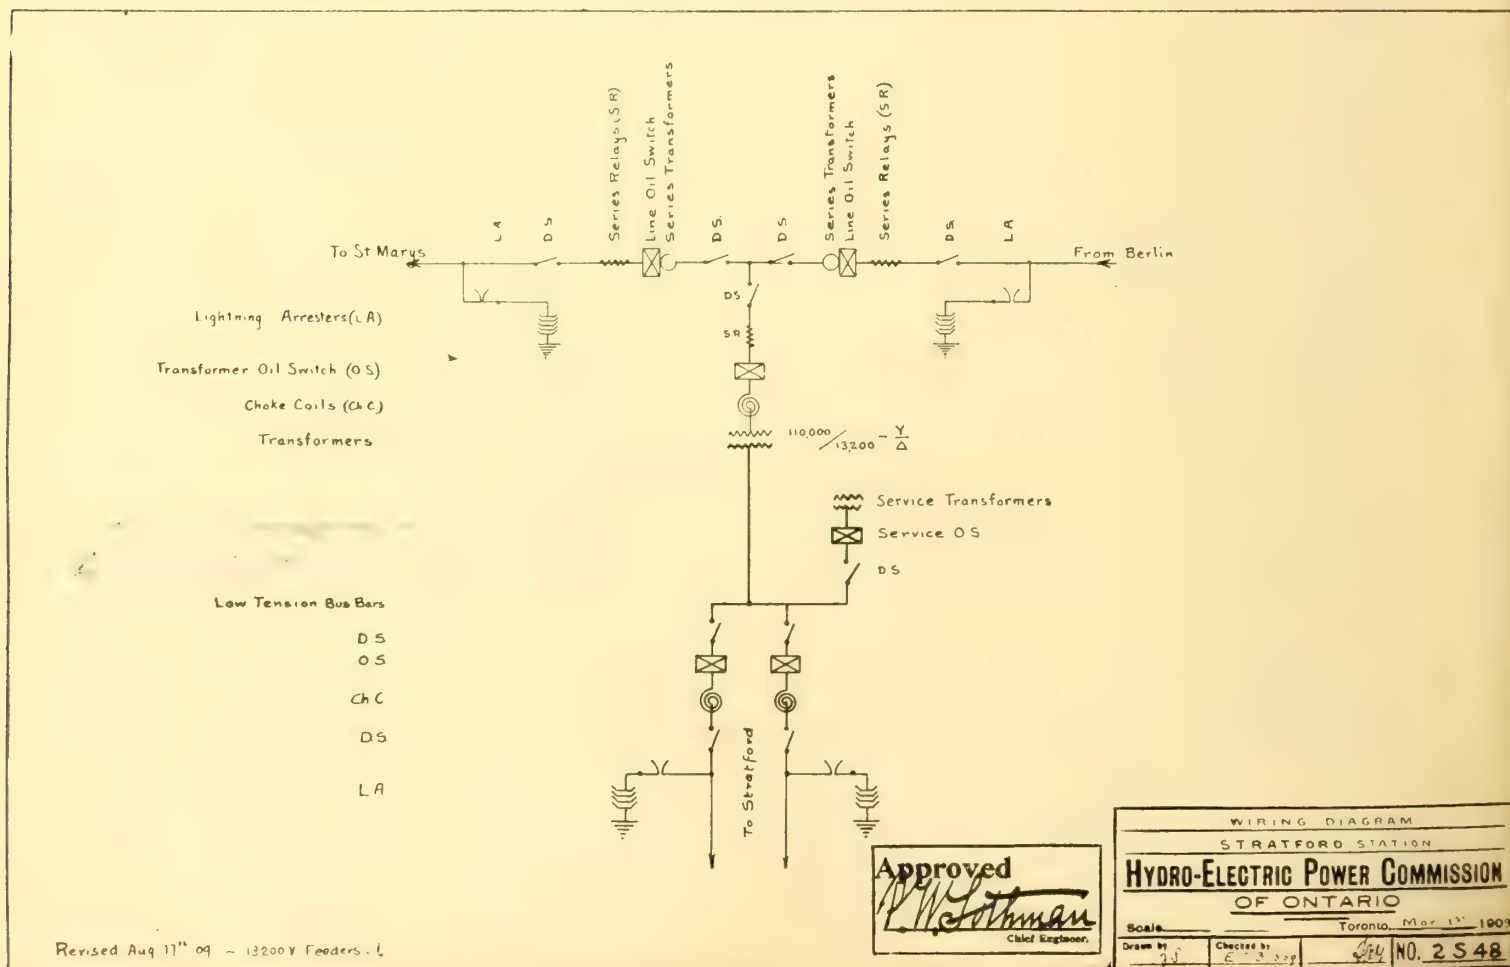 Series Relays (SR)
Line Oil Switch
Series Transformers
Series Transformers
Line Oil Switch
Series Relays (SR)
LA
DS
DS.
DS
DS.
LA
To St Marys
From Berlin
DS
Lightning Arresters (LA)
SR
Transformer Oil Switch (OS)
Choke Coils (Ch C)
Transformers
110,000/13,200 - Y/Δ
Service Transformers
Service OS
DS
Low Tension Bus Bars
DS
OS
Ch C
DS
LA
To Stratford
WIRING DIAGRAM
STRATFORD STATION
HYDRO-ELECTRIC POWER COMMISSION
OF ONTARIO
Scale Toronto, Mar 1st 1909
Drawn by Checked by NO. 2 S 48
Approved
Chief Engineer.
Revised Aug 17th 09 ~ 13200 V Feeders.